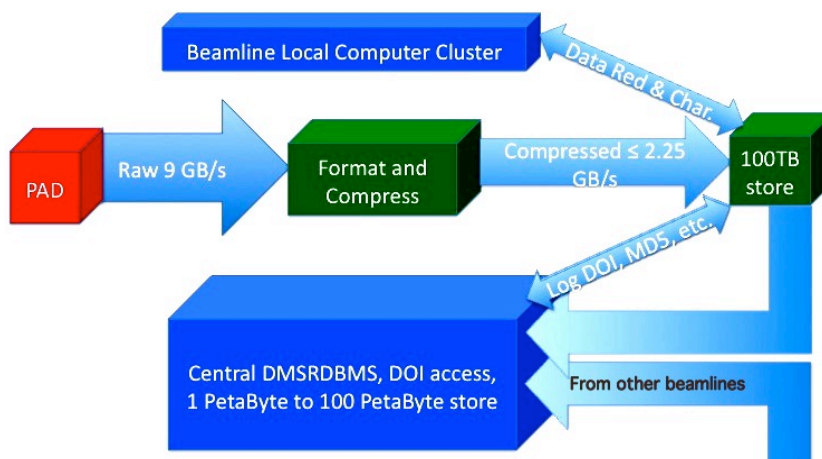 Beamline Local Computer Cluster
Data Red & Char.
PAD
Raw 9 GB/s
Format and
Compress
Compressed ≤ 2.25
GB/s
100TB
store
Log DOI, MD5, etc.
Central DMSRDBMS, DOI access,
1 PetaByte to 100 PetaByte store
From other beamlines